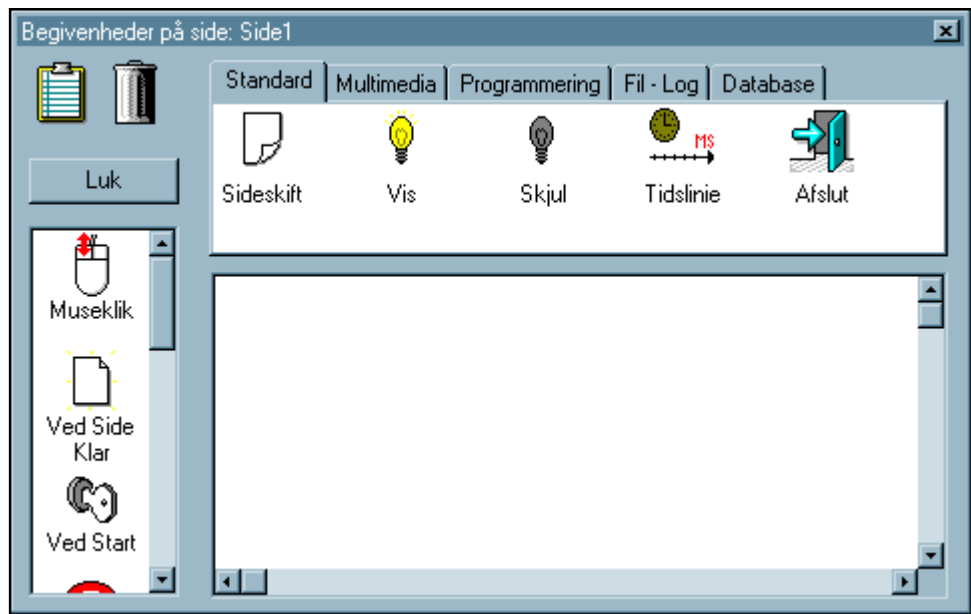 Begivenheder på side: Side1
Standard Multimedia Programmering Fil - Log Database
MS
Luk
Sideskift Vis Skjul Tidslinie Afslut
Museklik
Ved Side
Klar
Ved Start